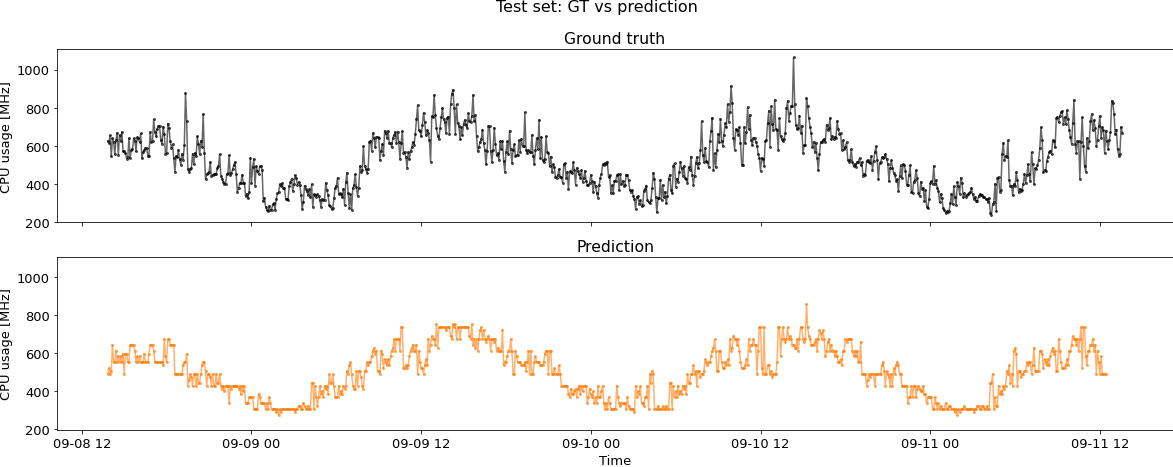 Test set: GT vs prediction
Ground truth
CPU usage [MHz]
1000
800
600
400
200
Prediction
CPU usage [MHz]
1000
800
600
400
200
09-08 12
09-09 00
09-09 12
09-10 00
09-10 12
09-11 00
09-11 12
Time